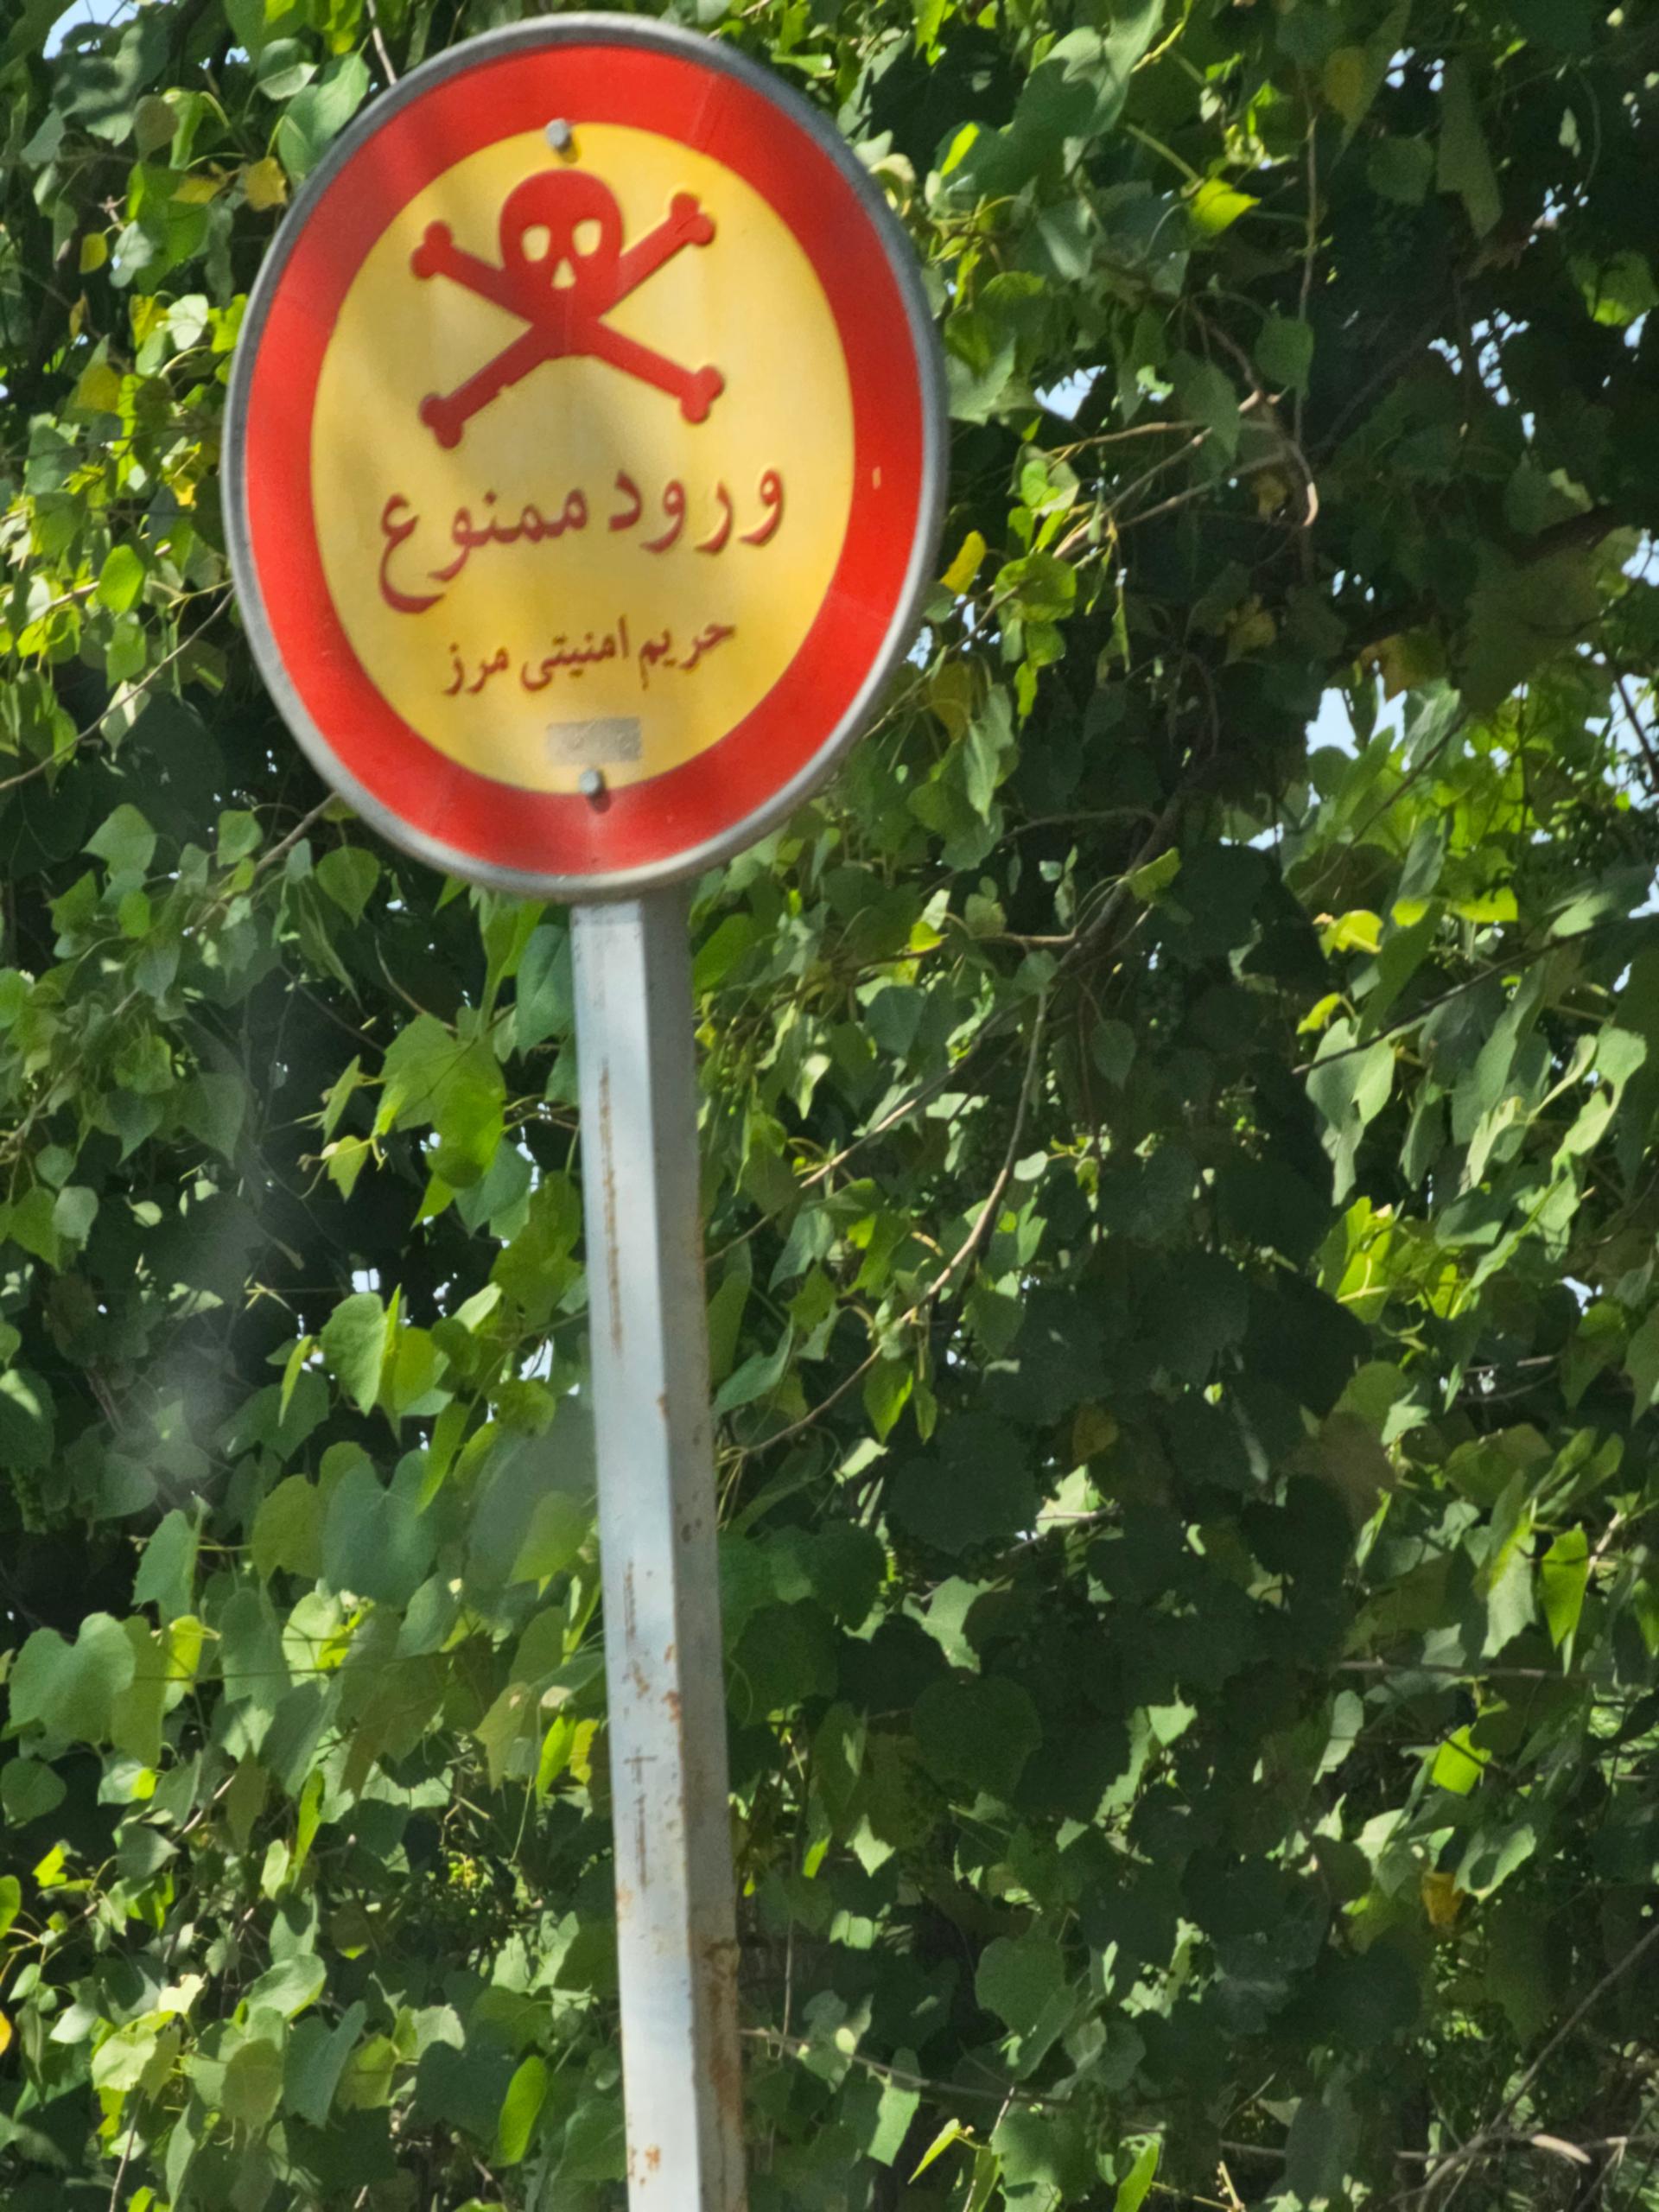 ورود ممنوع
حریم امنیتی مرز